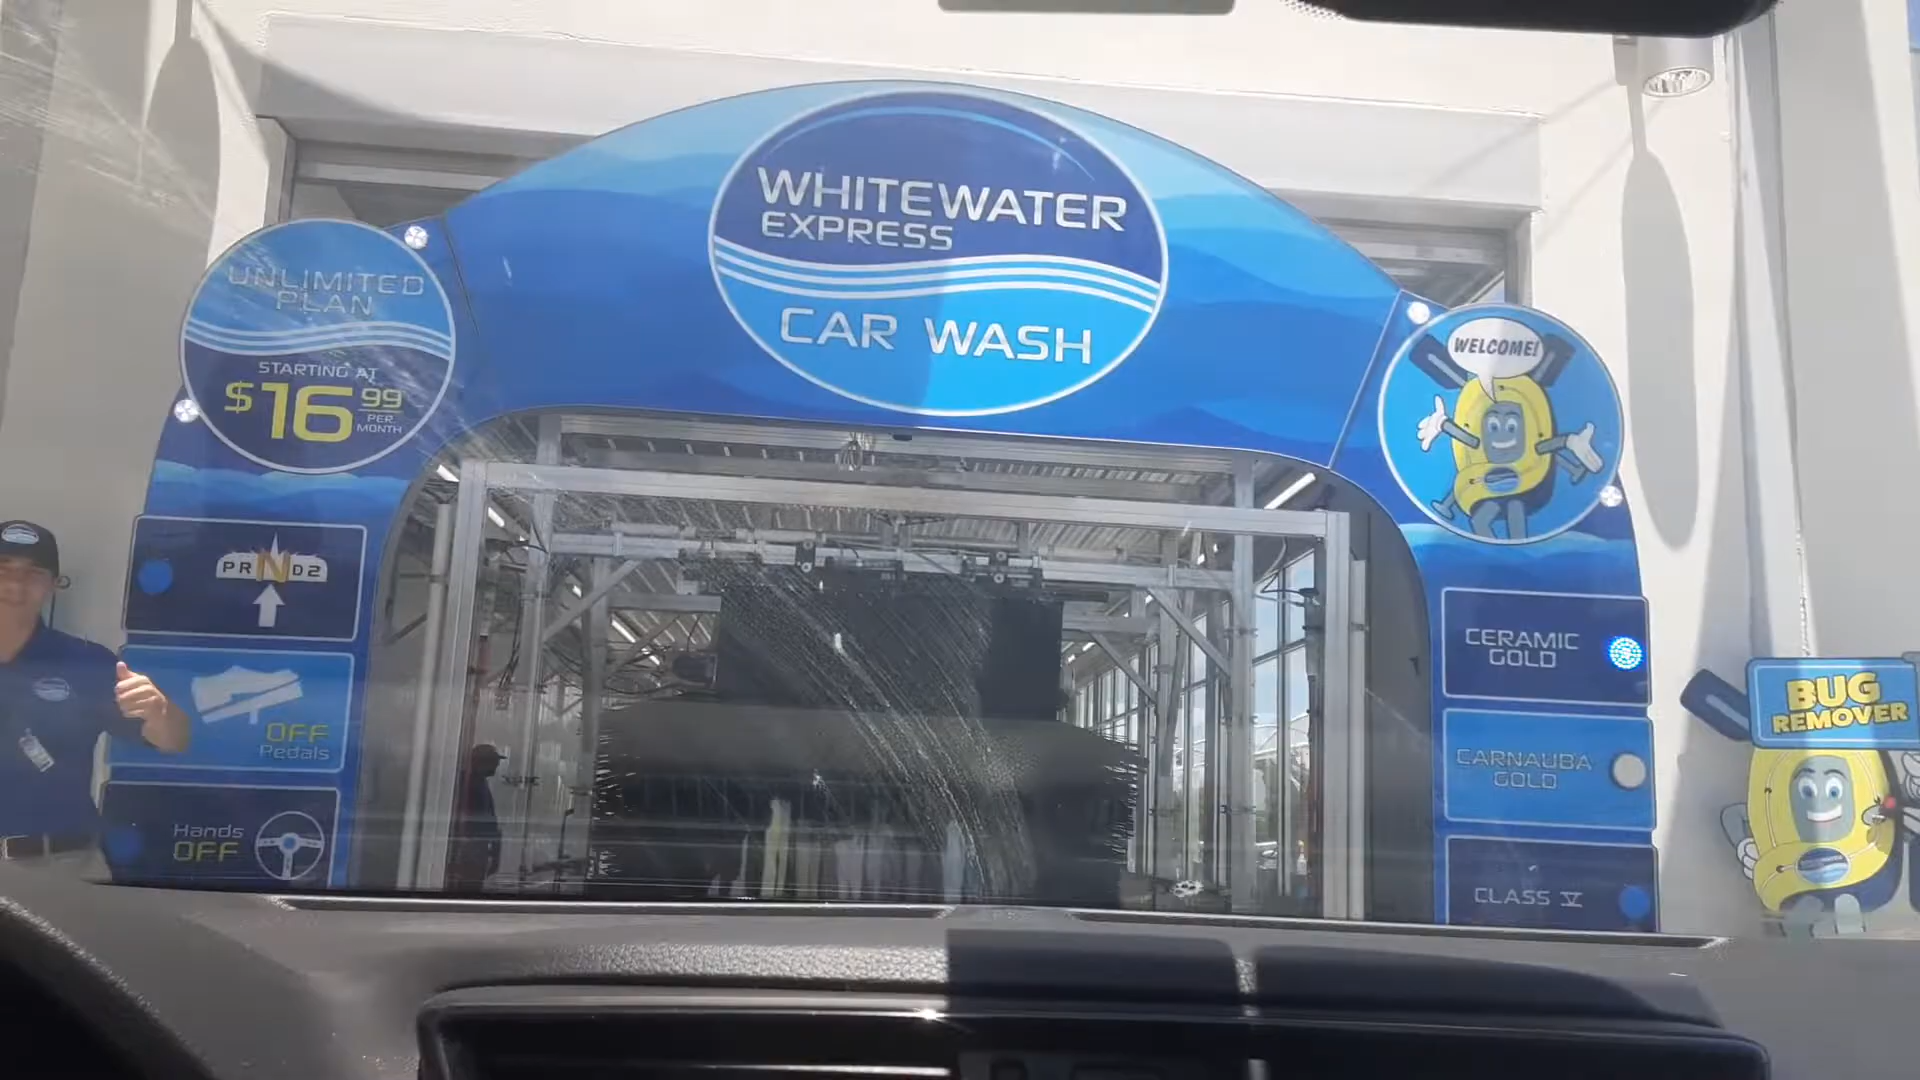 WHITEWATER
EXPRESS
CAR WASH
UNLIMITED
PLAN
STARTING AT
$16 99
PER
MONTH
WELCOME!
PRND2
OFF
Pedals
Hands
OFF
CERAMIC
GOLD
CARNAUBA
GOLD
CLASS V
BUG
REMOVER